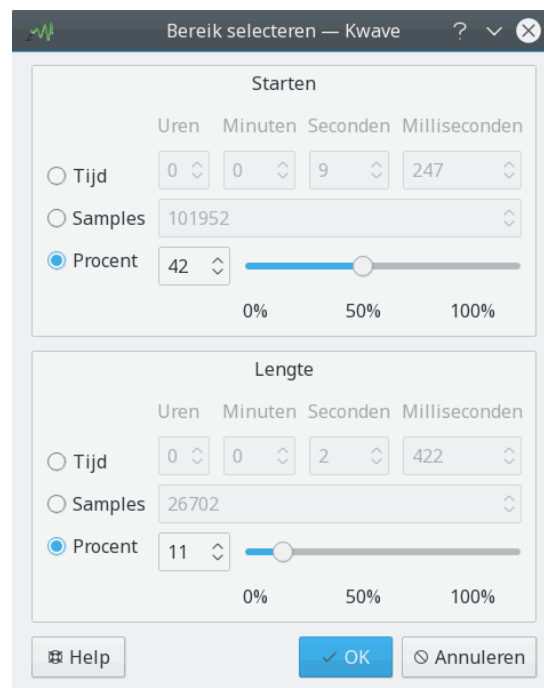 Bereik selecteren — Kwave
Starten
Uren Minuten Seconden Milliseconden
Tijd 0 0 9 247
Samples 101952
Procent 42
0% 50% 100%
Lengte
Uren Minuten Seconden Milliseconden
Tijd 0 0 2 422
Samples 26702
Procent 11
0% 50% 100%
Help OK Annuleren